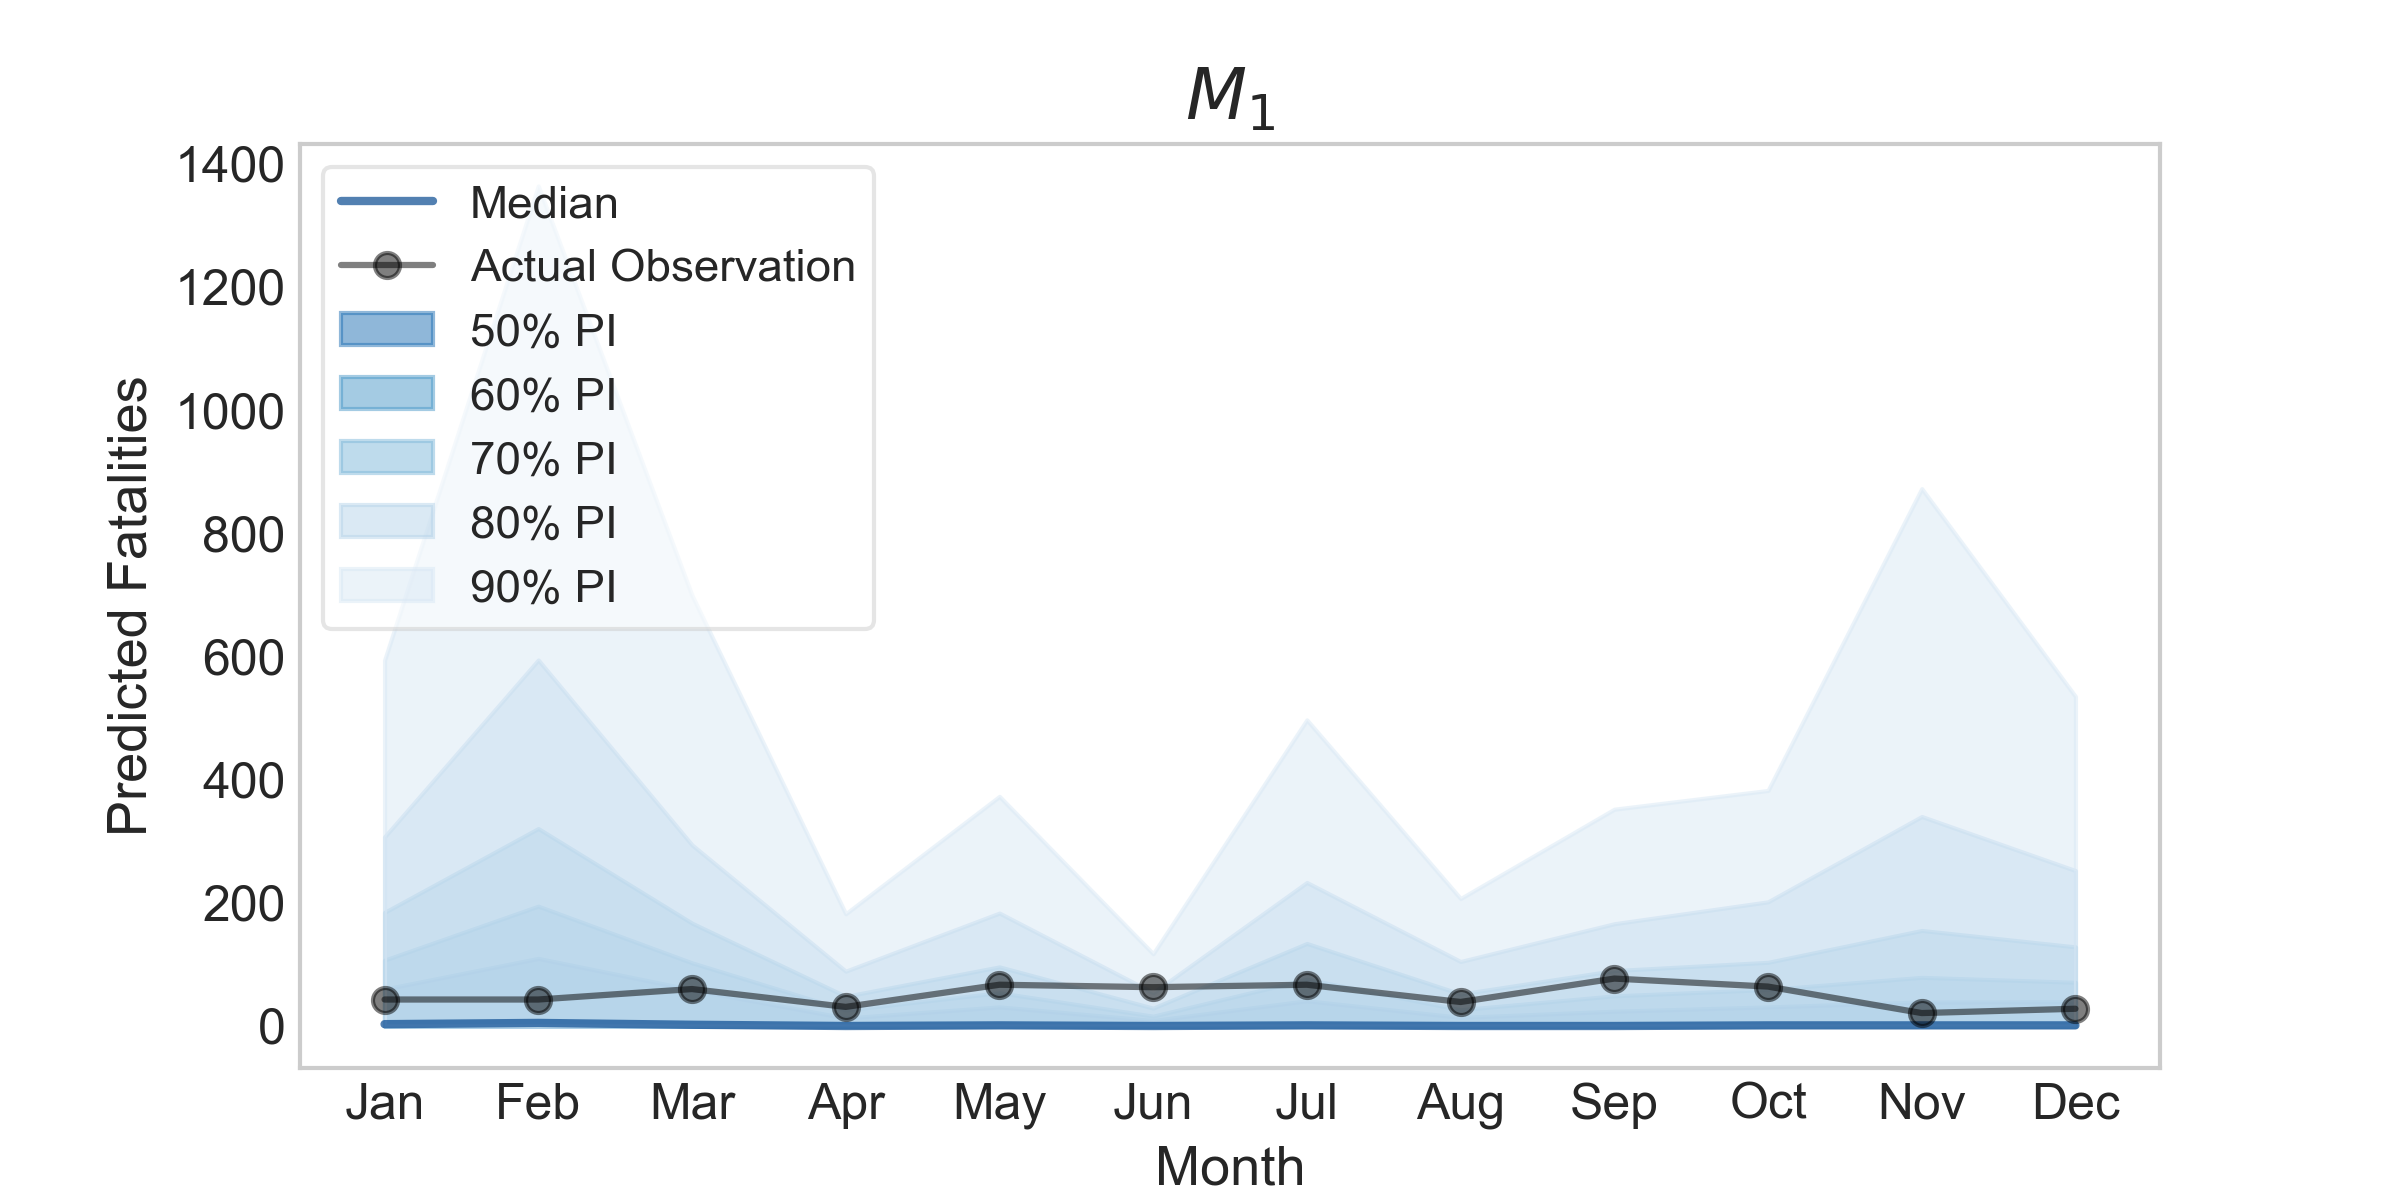 M1
1400
1200
1000
800
600
400
200
0
Predicted Fatalities
Median
Actual Observation
50% PI
60% PI
70% PI
80% PI
90% PI
Jan Feb Mar Apr May Jun Jul Aug Sep Oct Nov Dec
Month